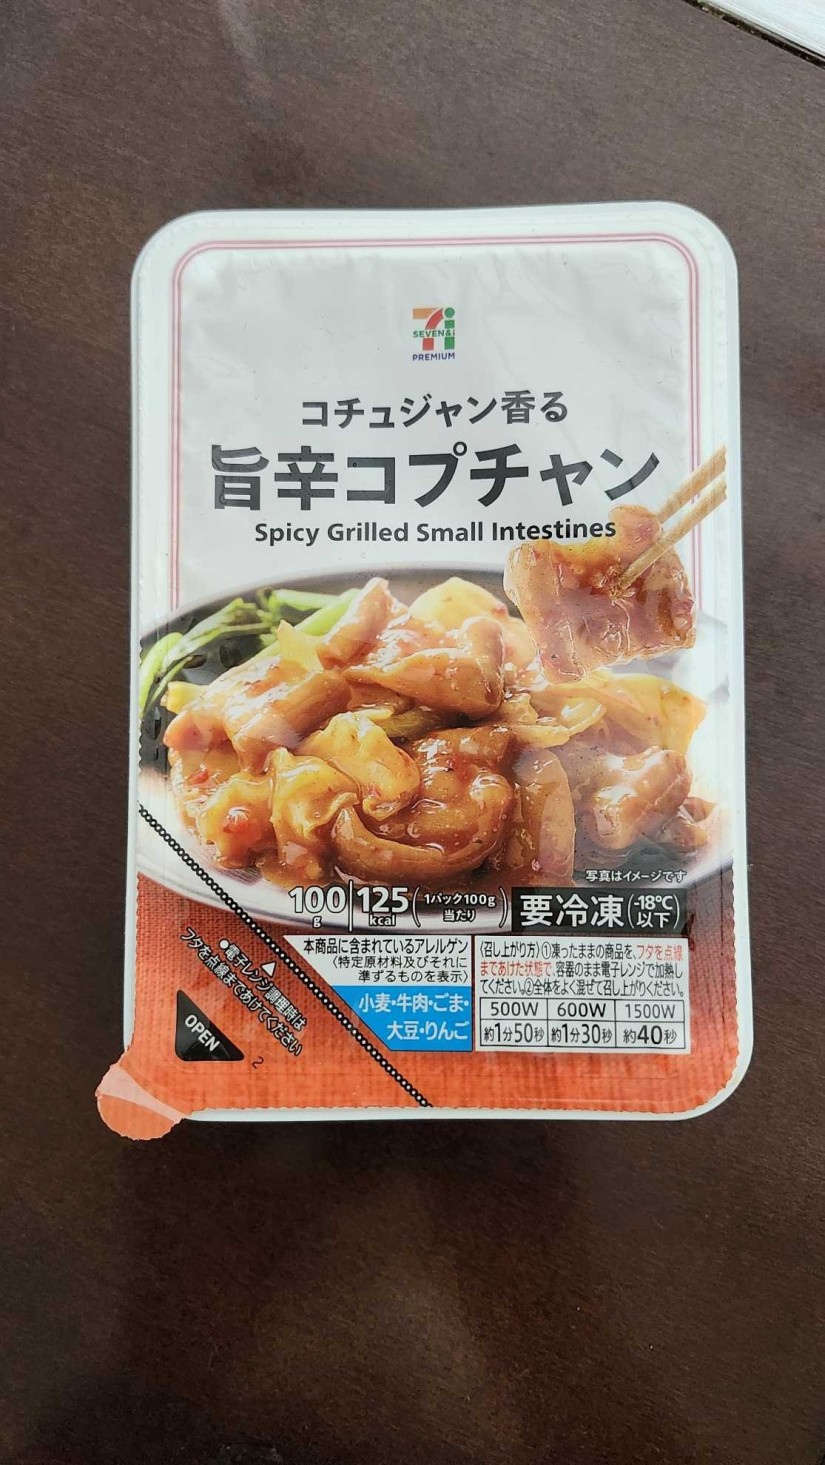 SEVEN&i
PREMIUM
コチュジャン香る
旨辛コプチャン
Spicy Grilled Small Intestines
写真はイメージです
100g 125kcal (1パック100g当たり) 要冷凍(-18℃以下)
●電子レンジ調理時は
フタを点線まであけてください
OPEN
2
本商品に含まれているアレルゲン
〈特定原材料及びそれに
準ずるものを表示〉
小麦・牛肉・ごま・
大豆・りんご
〈召し上がり方〉①凍ったままの商品を、フタを点線
まであけた状態で、容器のまま電子レンジで加熱し
てください。②全体をよく混ぜて召し上がりください。
500W 600W 1500W
約1分50秒 約1分30秒 約40秒